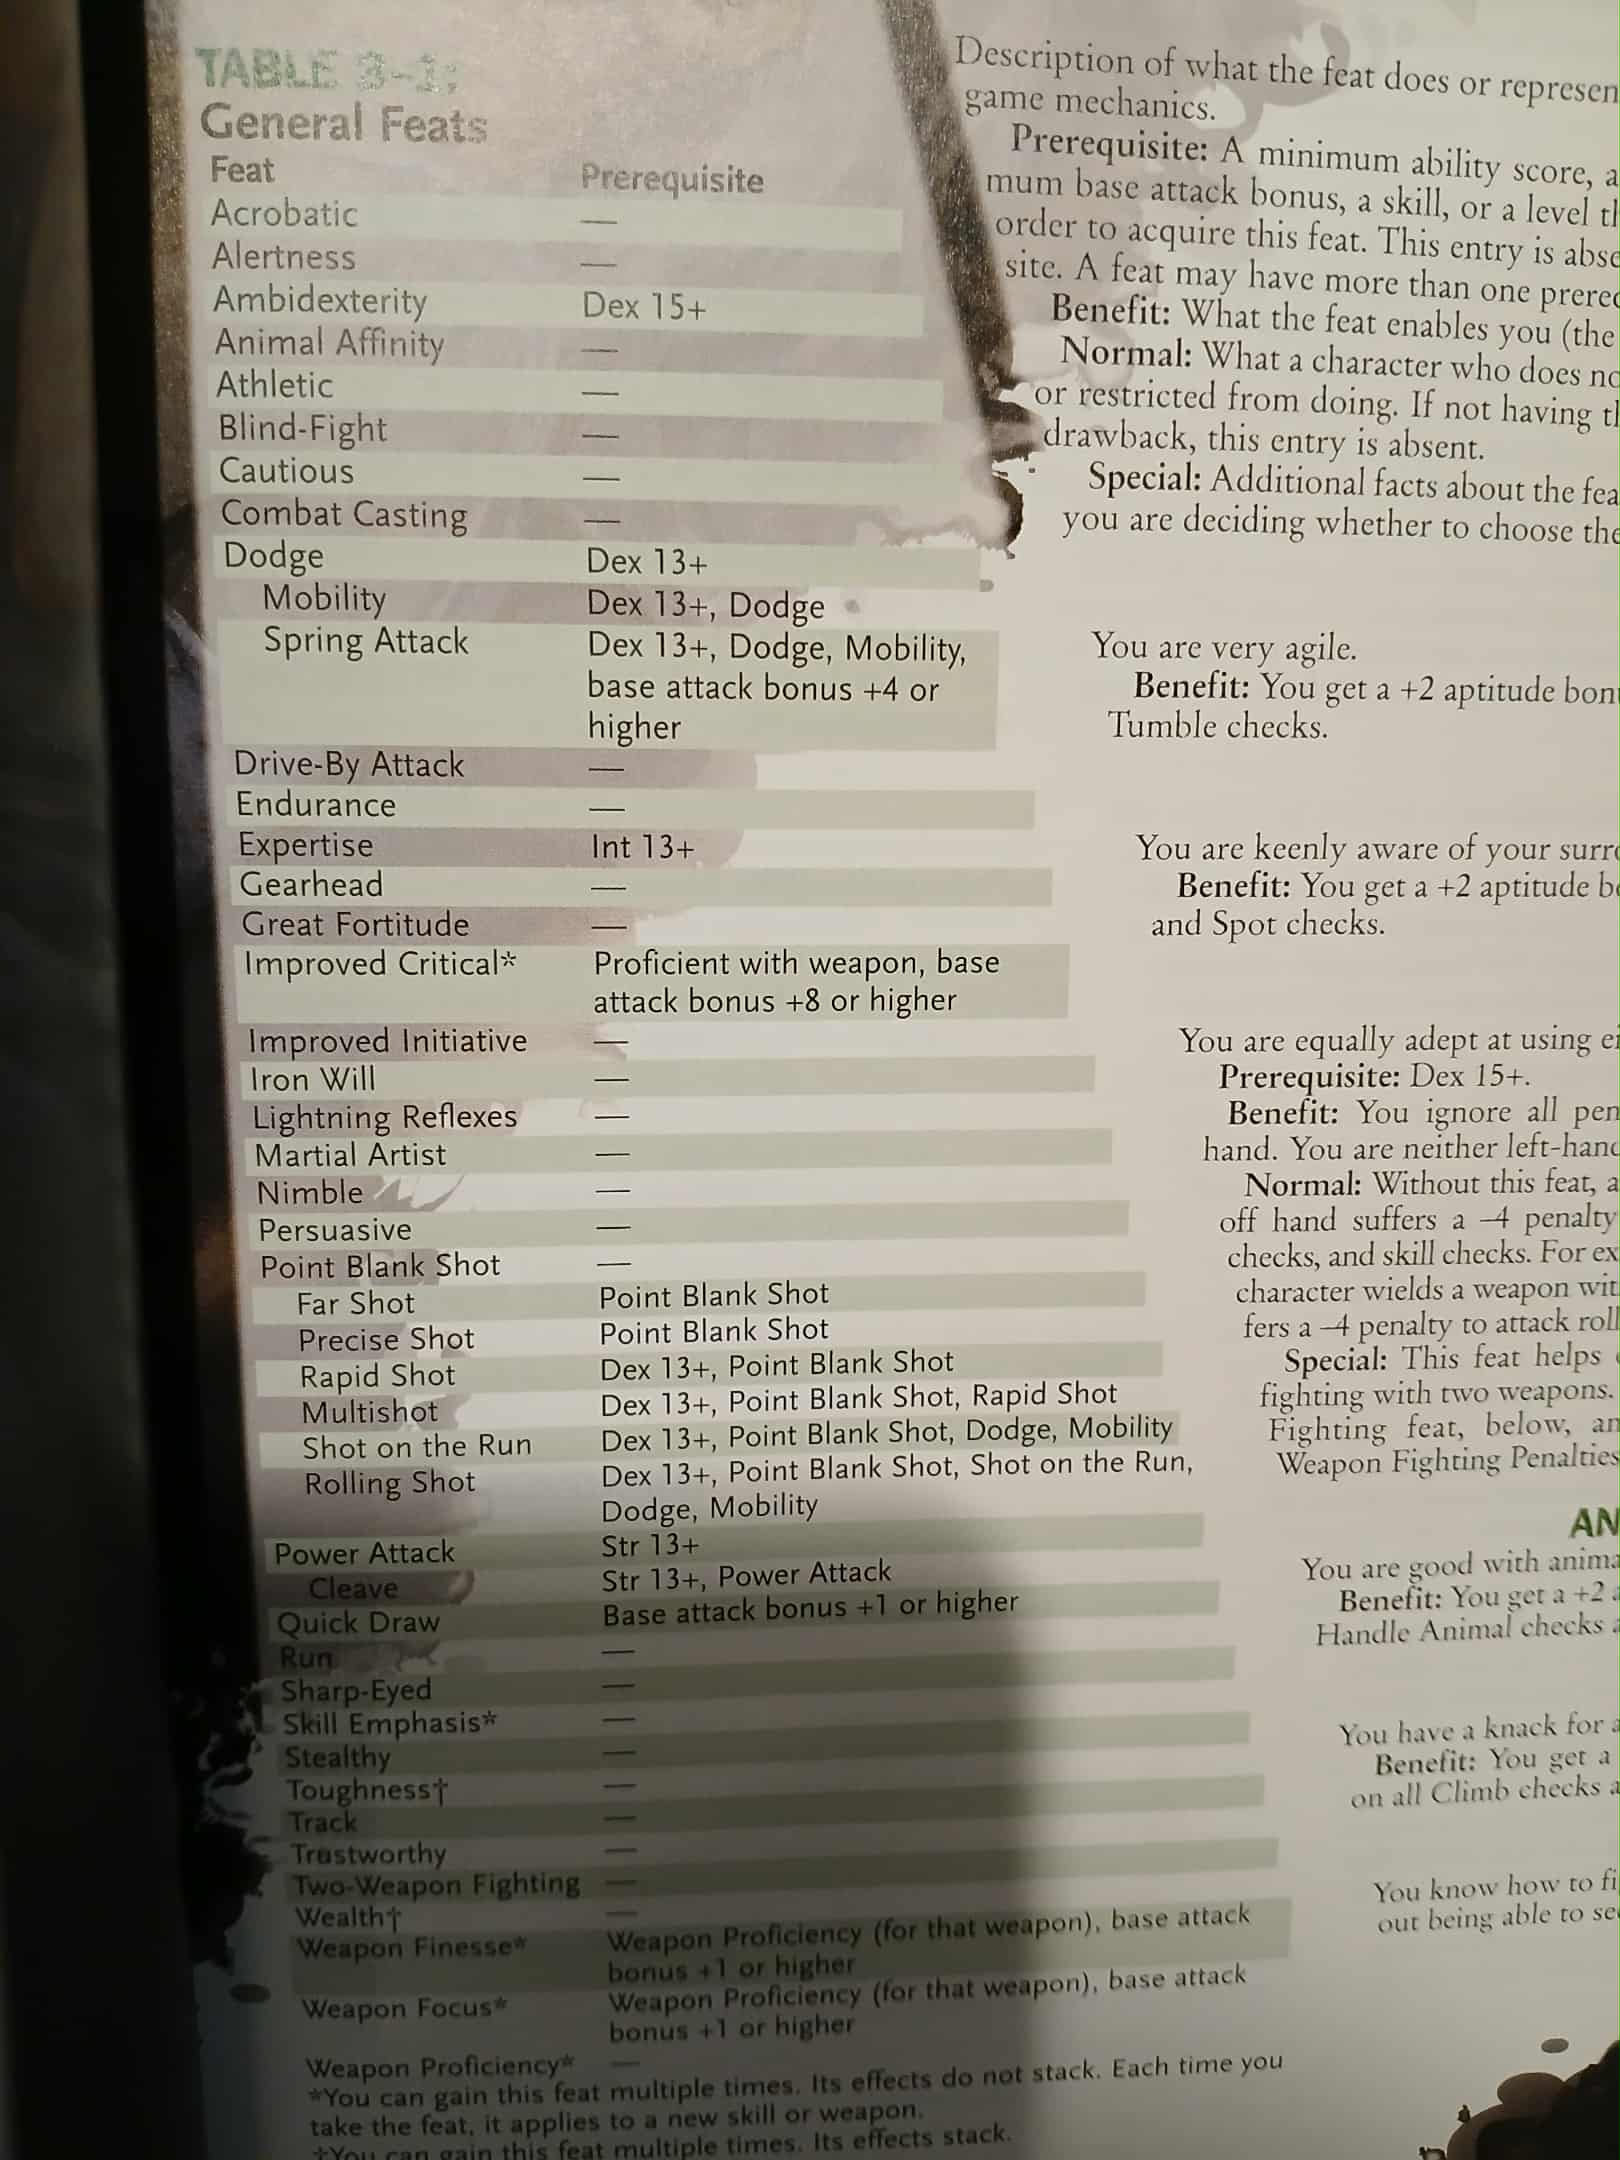 TABLE 3-1:
General Feats
Feat Prerequisite
Acrobatic —
Alertness —
Ambidexterity Dex 15+
Animal Affinity —
Athletic —
Blind-Fight —
Cautious —
Combat Casting —
Dodge Dex 13+
Mobility Dex 13+, Dodge
Spring Attack Dex 13+, Dodge, Mobility,
base attack bonus +4 or
higher
Drive-By Attack —
Endurance —
Expertise Int 13+
Gearhead —
Great Fortitude —
Improved Critical* Proficient with weapon, base
attack bonus +8 or higher
Improved Initiative —
Iron Will —
Lightning Reflexes —
Martial Artist —
Nimble —
Persuasive —
Point Blank Shot —
Far Shot Point Blank Shot
Precise Shot Point Blank Shot
Rapid Shot Dex 13+, Point Blank Shot
Multishot Dex 13+, Point Blank Shot, Rapid Shot
Shot on the Run Dex 13+, Point Blank Shot, Dodge, Mobility
Rolling Shot Dex 13+, Point Blank Shot, Shot on the Run,
Dodge, Mobility
Power Attack Str 13+
Cleave Str 13+, Power Attack
Quick Draw Base attack bonus +1 or higher
Run —
Sharp-Eyed —
Skill Emphasis* —
Stealthy —
Toughness† —
Track —
Trustworthy —
Two-Weapon Fighting —
Wealth† —
Weapon Finesse* Weapon Proficiency (for that weapon), base attack
bonus +1 or higher
Weapon Focus* Weapon Proficiency (for that weapon), base attack
bonus +1 or higher
Weapon Proficiency* —
*You can gain this feat multiple times. Its effects do not stack. Each time you
take the feat, it applies to a new skill or weapon.
†You can gain this feat multiple times. Its effects stack.
Description of what the feat does or represen
game mechanics.
Prerequisite: A minimum ability score, a
mum base attack bonus, a skill, or a level th
order to acquire this feat. This entry is abse
site. A feat may have more than one prerec
Benefit: What the feat enables you (the
Normal: What a character who does no
or restricted from doing. If not having th
drawback, this entry is absent.
Special: Additional facts about the fea
you are deciding whether to choose the
You are very agile.
Benefit: You get a +2 aptitude bonu
Tumble checks.
You are keenly aware of your surro
Benefit: You get a +2 aptitude bo
and Spot checks.
You are equally adept at using ei
Prerequisite: Dex 15+.
Benefit: You ignore all pen
hand. You are neither left-hand
Normal: Without this feat, a
off hand suffers a –4 penalty
checks, and skill checks. For ex
character wields a weapon wit
fers a –4 penalty to attack roll
Special: This feat helps
fighting with two weapons.
Fighting feat, below, an
Weapon Fighting Penalties
AN
You are good with anima
Benefit: You get a +2 a
Handle Animal checks a
You have a knack for a
Benefit: You get a
on all Climb checks a
You know how to fi
out being able to se